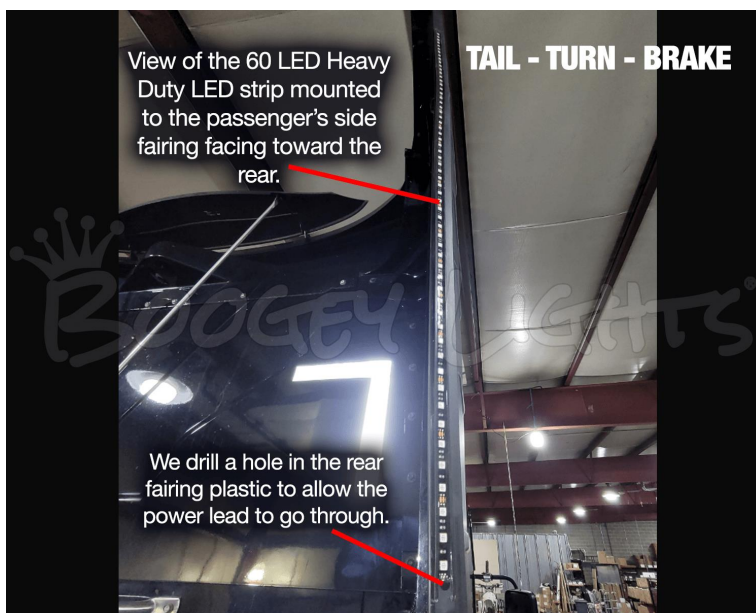 View of the 60 LED Heavy
Duty LED strip mounted
to the passenger's side
fairing facing toward the
rear.
TAIL - TURN - BRAKE
BOOGEY LIGHTS®
We drill a hole in the rear
fairing plastic to allow the
power lead to go through.